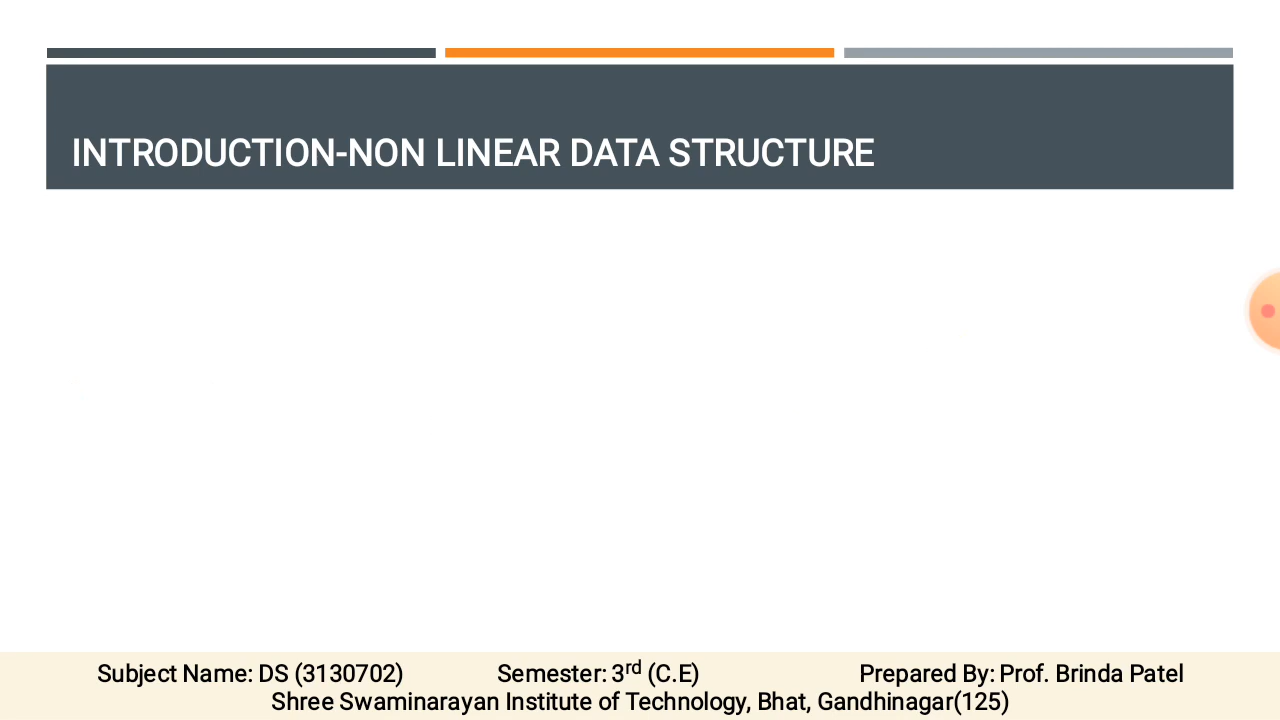 INTRODUCTION-NON LINEAR DATA STRUCTURE
Subject Name: DS (3130702) Semester: 3rd (C.E) Prepared By: Prof. Brinda Patel
Shree Swaminarayan Institute of Technology, Bhat, Gandhinagar(125)